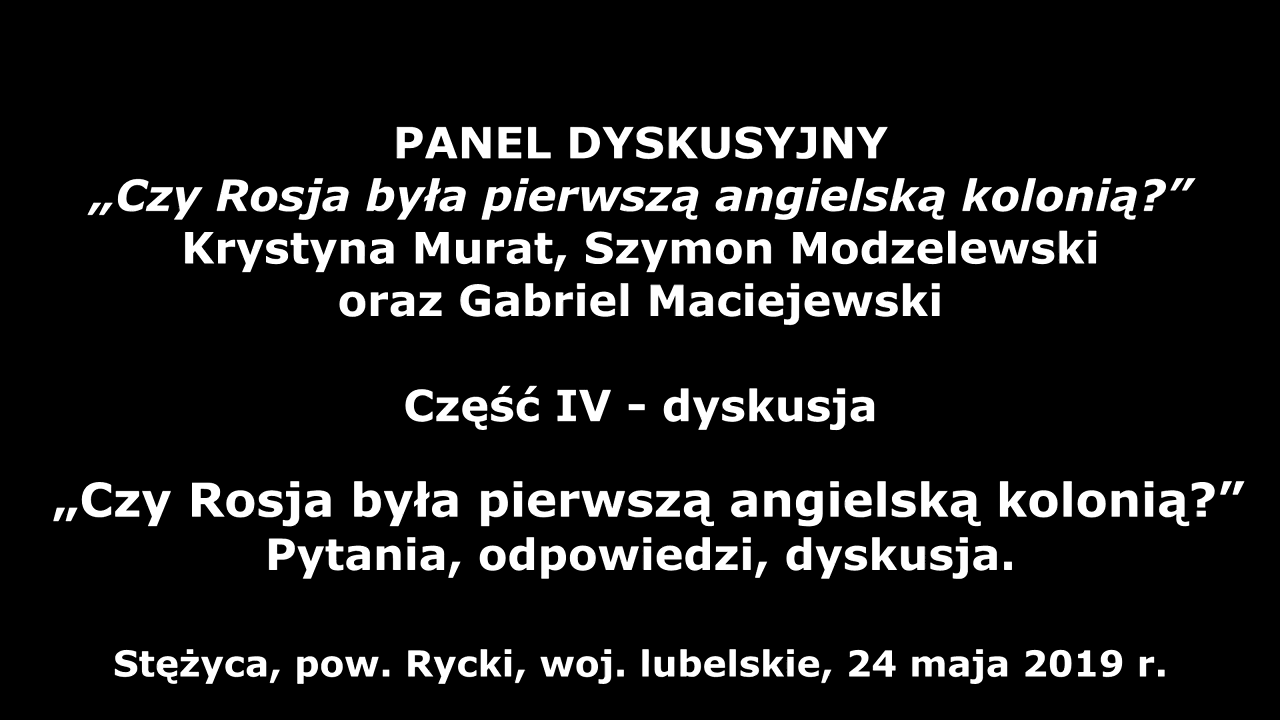 PANEL DYSKUSYJNY
„Czy Rosja była pierwszą angielską kolonią?”
Krystyna Murat, Szymon Modzelewski
oraz Gabriel Maciejewski
Część IV - dyskusja
„Czy Rosja była pierwszą angielską kolonią?”
Pytania, odpowiedzi, dyskusja.
Stężyca, pow. Rycki, woj. lubelskie, 24 maja 2019 r.